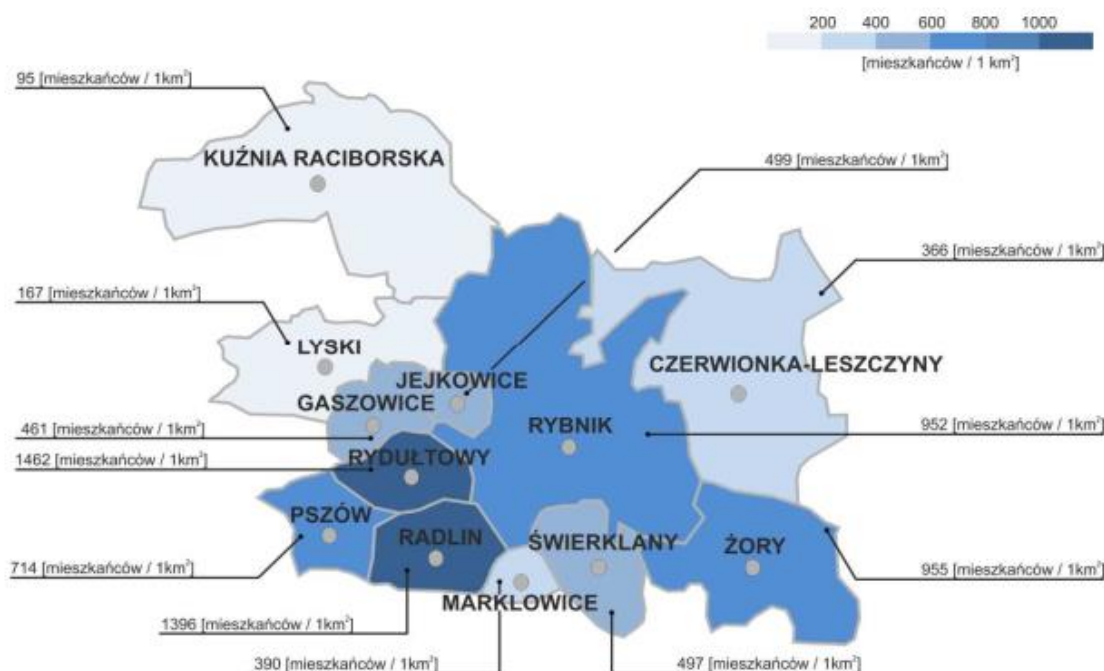 200 400 600 800 1000
[mieszkańców / 1 km²]
95 [mieszkańców / 1km²]
KUŹNIA RACIBORSKA
499 [mieszkańców / 1km²]
366 [mieszkańców / 1km²]
167 [mieszkańców / 1km²]
LYSKI
CZERWIONKA-LESZCZYNY
JEJKOWICE
GASZOWICE
461 [mieszkańców / 1km²]
RYBNIK
952 [mieszkańców / 1km²]
1462 [mieszkańców / 1km²]
RYDUŁTOWY
PSZÓW
RADLIN
ŚWIERKLANY
ŻORY
714 [mieszkańców / 1km²]
955 [mieszkańców / 1km²]
MARKLOWICE
1396 [mieszkańców / 1km²]
390 [mieszkańców / 1km²]
497 [mieszkańców / 1km²]